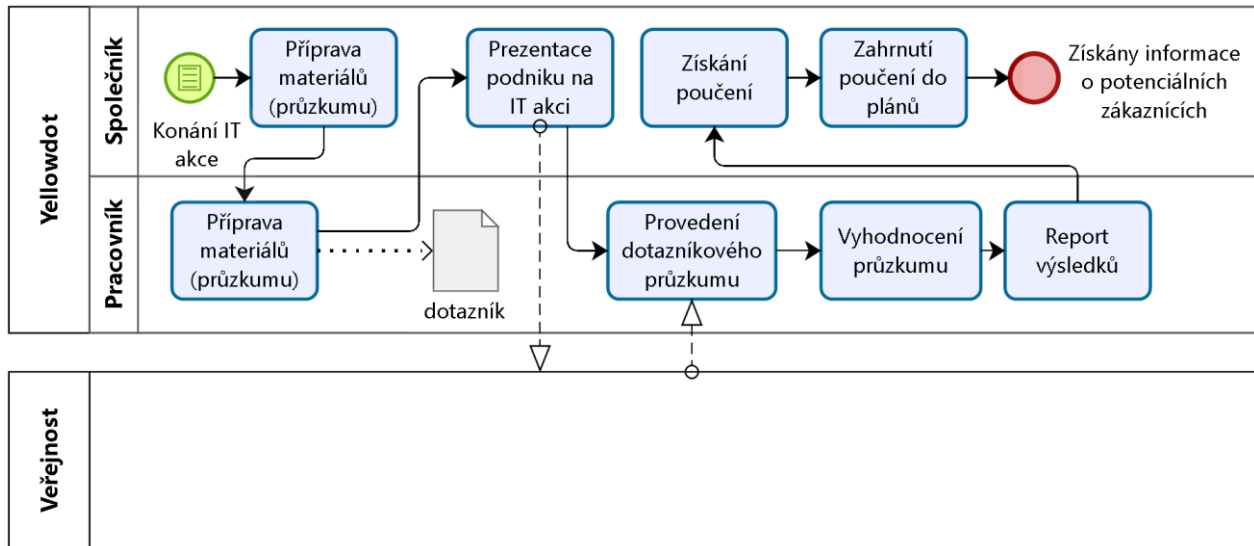 Yellowdot
Společník
Konání IT
akce
Příprava
materiálů
(průzkumu)
Prezentace
podniku na
IT akci
Získání
poučení
Zahrnutí
poučení do
plánů
Získány informace
o potenciálních
zákaznících
Pracovník
Příprava
materiálů
(průzkumu)
dotazník
Provedení
dotazníkového
průzkumu
Vyhodnocení
průzkumu
Report
výsledků
Veřejnost